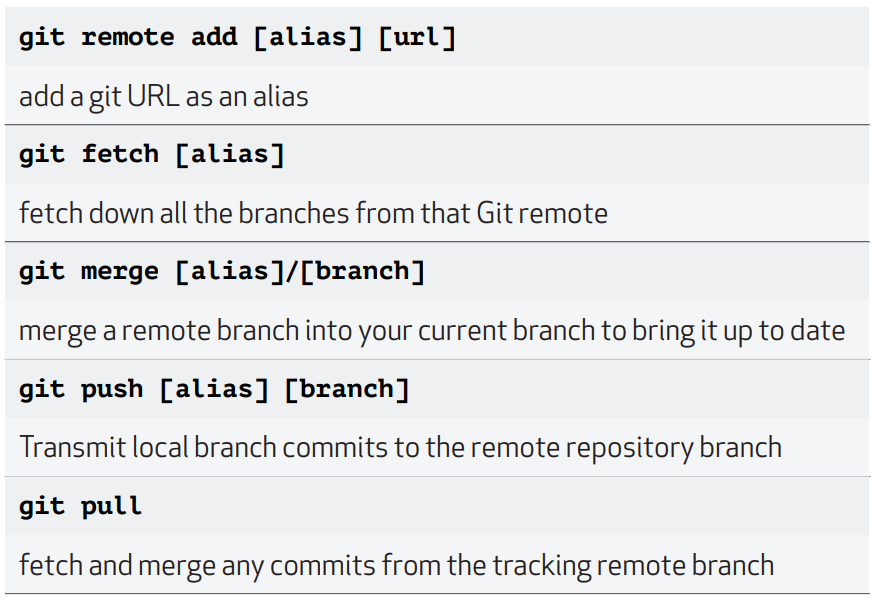 git remote add [alias] [url]
add a git URL as an alias
git fetch [alias]
fetch down all the branches from that Git remote
git merge [alias]/[branch]
merge a remote branch into your current branch to bring it up to date
git push [alias] [branch]
Transmit local branch commits to the remote repository branch
git pull
fetch and merge any commits from the tracking remote branch